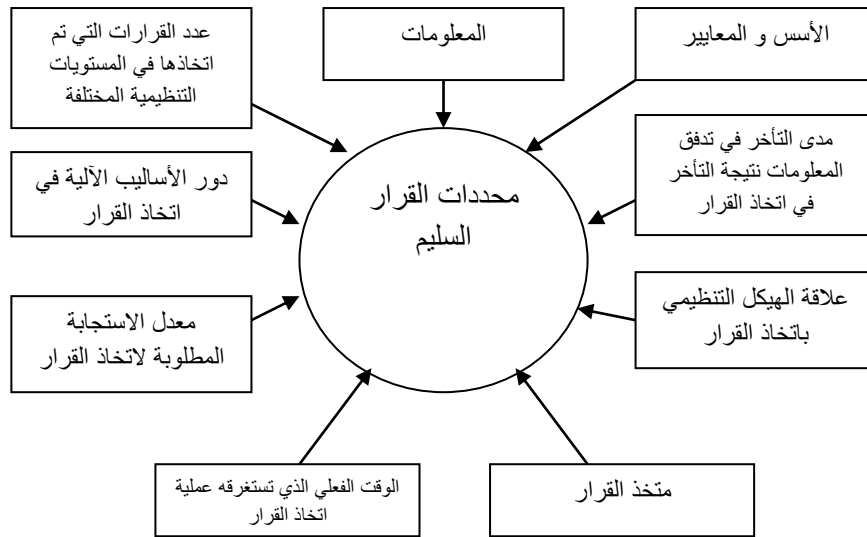 الأسس و المعايير
المعلومات
عدد القرارات التي تم
اتخاذها في المستويات
التنظيمية المختلفة
مدى التأخر في تدفق
المعلومات نتيجة التأخر
في اتخاذ القرار
محددات القرار
السليم
دور الأساليب الآلية في
اتخاذ القرار
علاقة الهيكل التنظيمي
باتخاذ القرار
معدل الاستجابة
المطلوبة لاتخاذ القرار
متخذ القرار
الوقت الفعلي الذي تستغرقه عملية
اتخاذ القرار